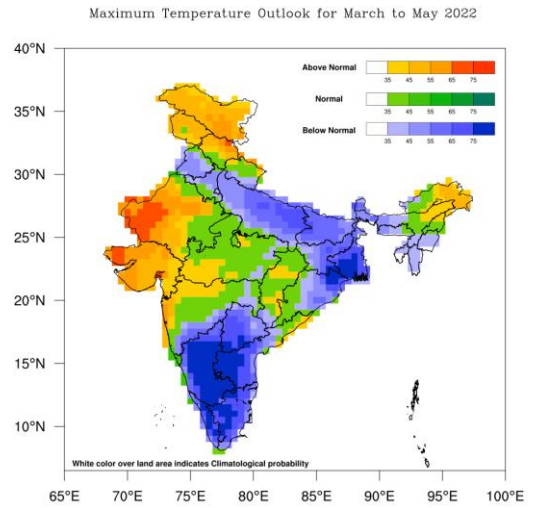 Maximum Temperature Outlook for March to May 2022
40°N
35°N
30°N
25°N
20°N
15°N
10°N
Above Normal
35 45 55 65 75
Normal
35 45 55 65 75
Below Normal
35 45 55 65 75
White color over land area indicates Climatological probability
65°E 70°E 75°E 80°E 85°E 90°E 95°E 100°E